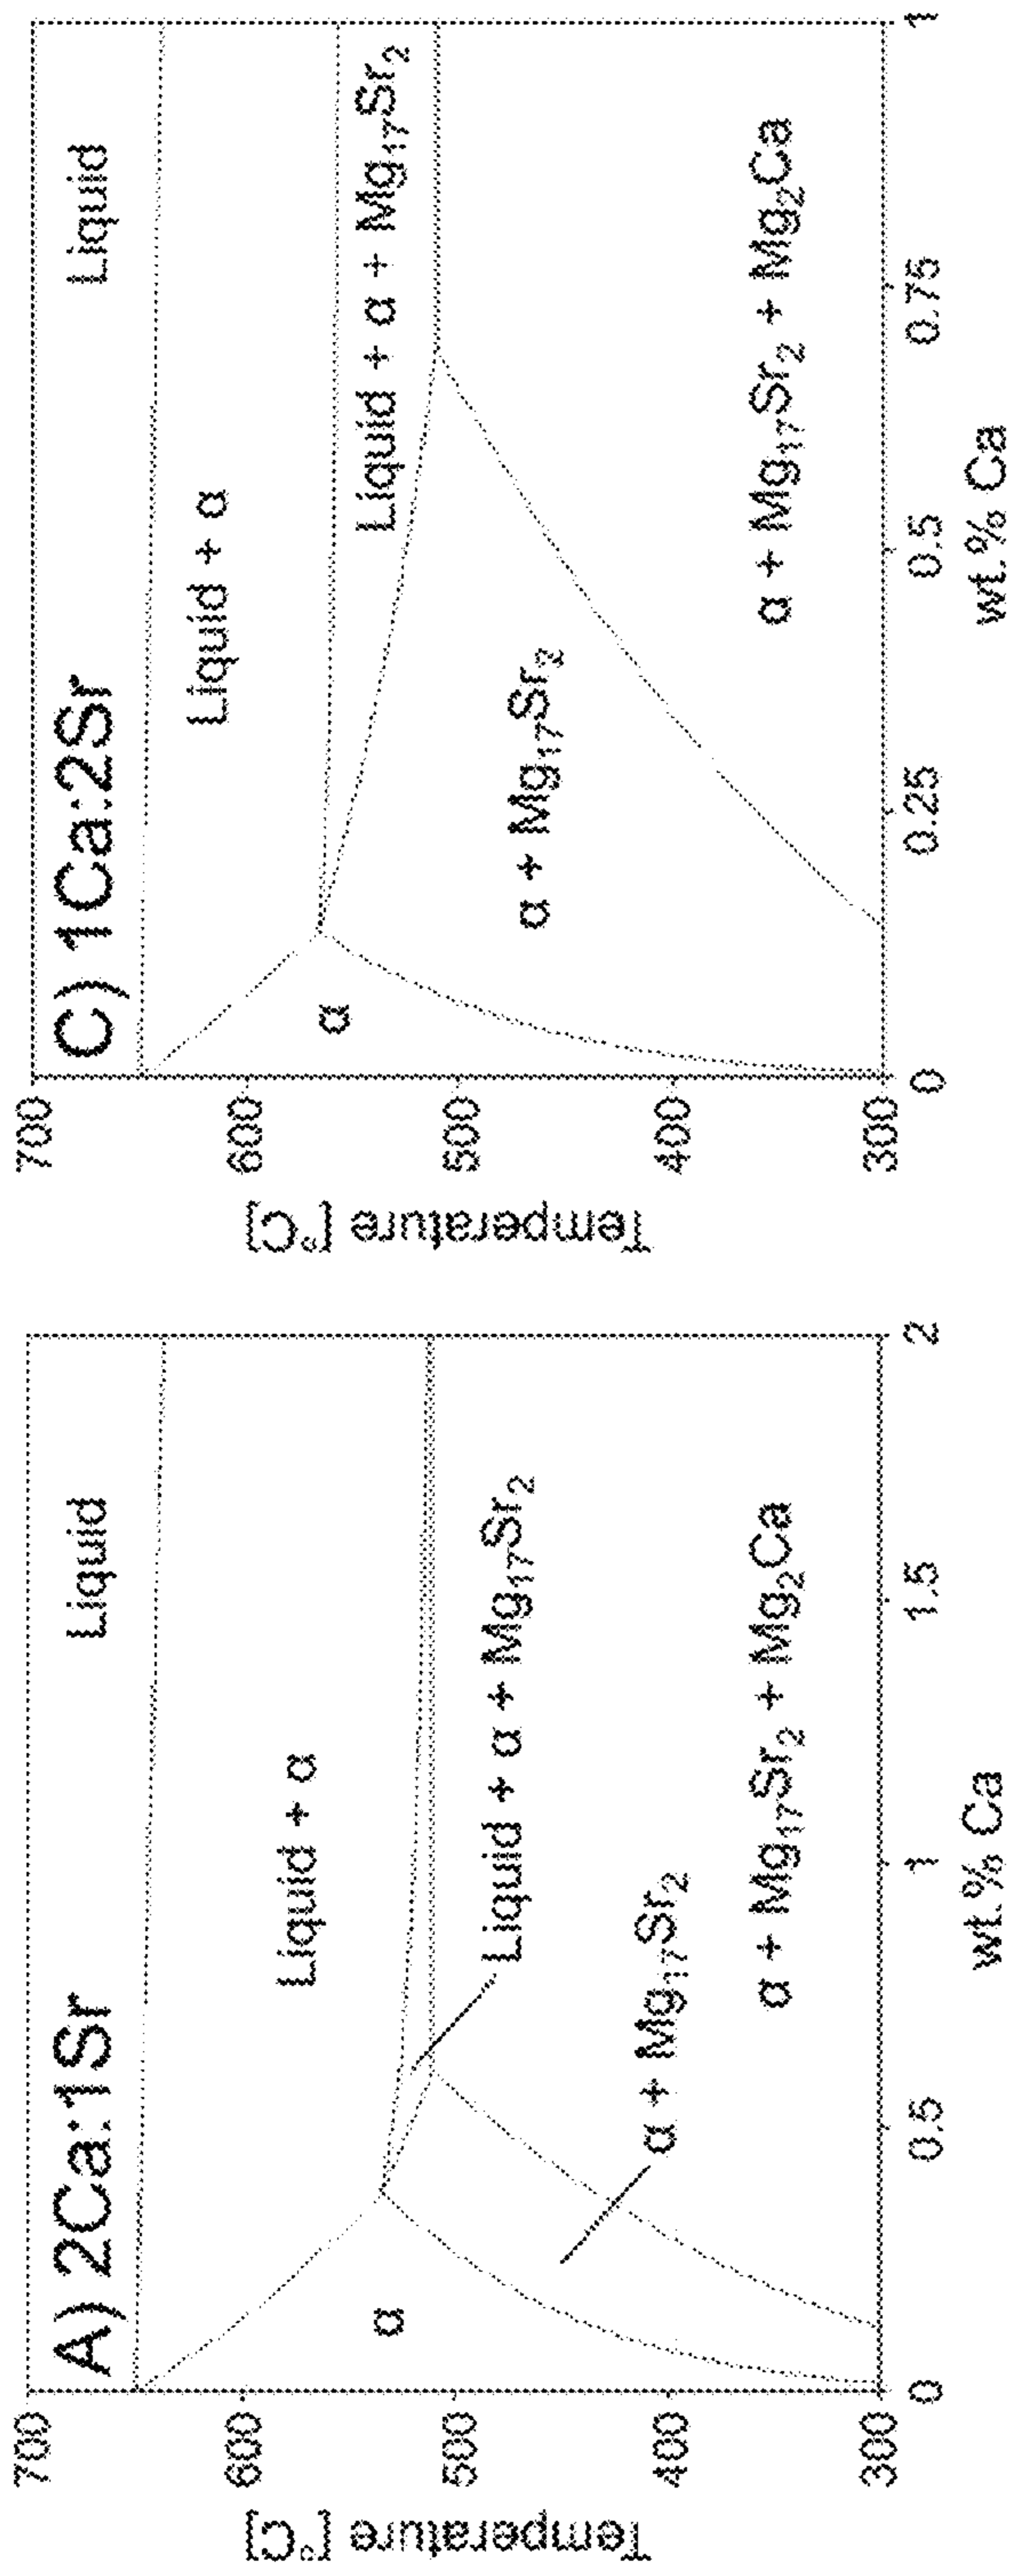 A) 2Ca:1Sr
Liquid
Liquid + α
Liquid + α + Mg17Sr2
α
α + Mg17Sr2
α + Mg17Sr2 + Mg2Ca
700
600
500
400
300
Temperature [°C]
0
0.5
1
1.5
2
wt.% Ca
C) 1Ca:2Sr
Liquid
Liquid + α
Liquid + α + Mg17Sr2
α
α + Mg17Sr2
α + Mg17Sr2 + Mg2Ca
700
600
500
400
300
Temperature [°C]
0
0.25
0.5
0.75
1
wt.% Ca